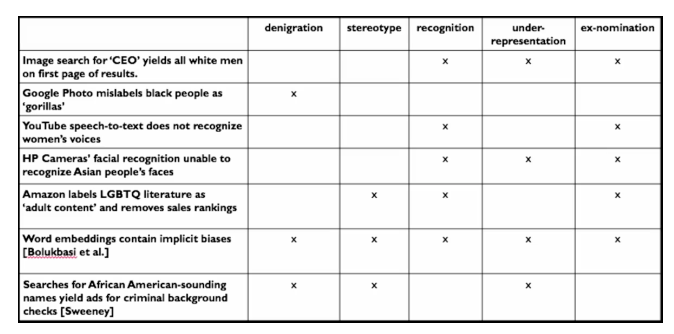 denigration stereotype recognition under-
representation ex-nomination
Image search for ‘CEO’ yields all white men x x x
on first page of results.
Google Photo mislabels black people as x
‘gorillas’
YouTube speech-to-text does not recognize x x
women’s voices
HP Cameras’ facial recognition unable to x x x
recognize Asian people’s faces
Amazon labels LGBTQ literature as x x x
‘adult content’ and removes sales rankings
Word embeddings contain implicit biases x x x x x
[Bolukbasi et al.]
Searches for African American-sounding x x x
names yield ads for criminal background
checks [Sweeney]